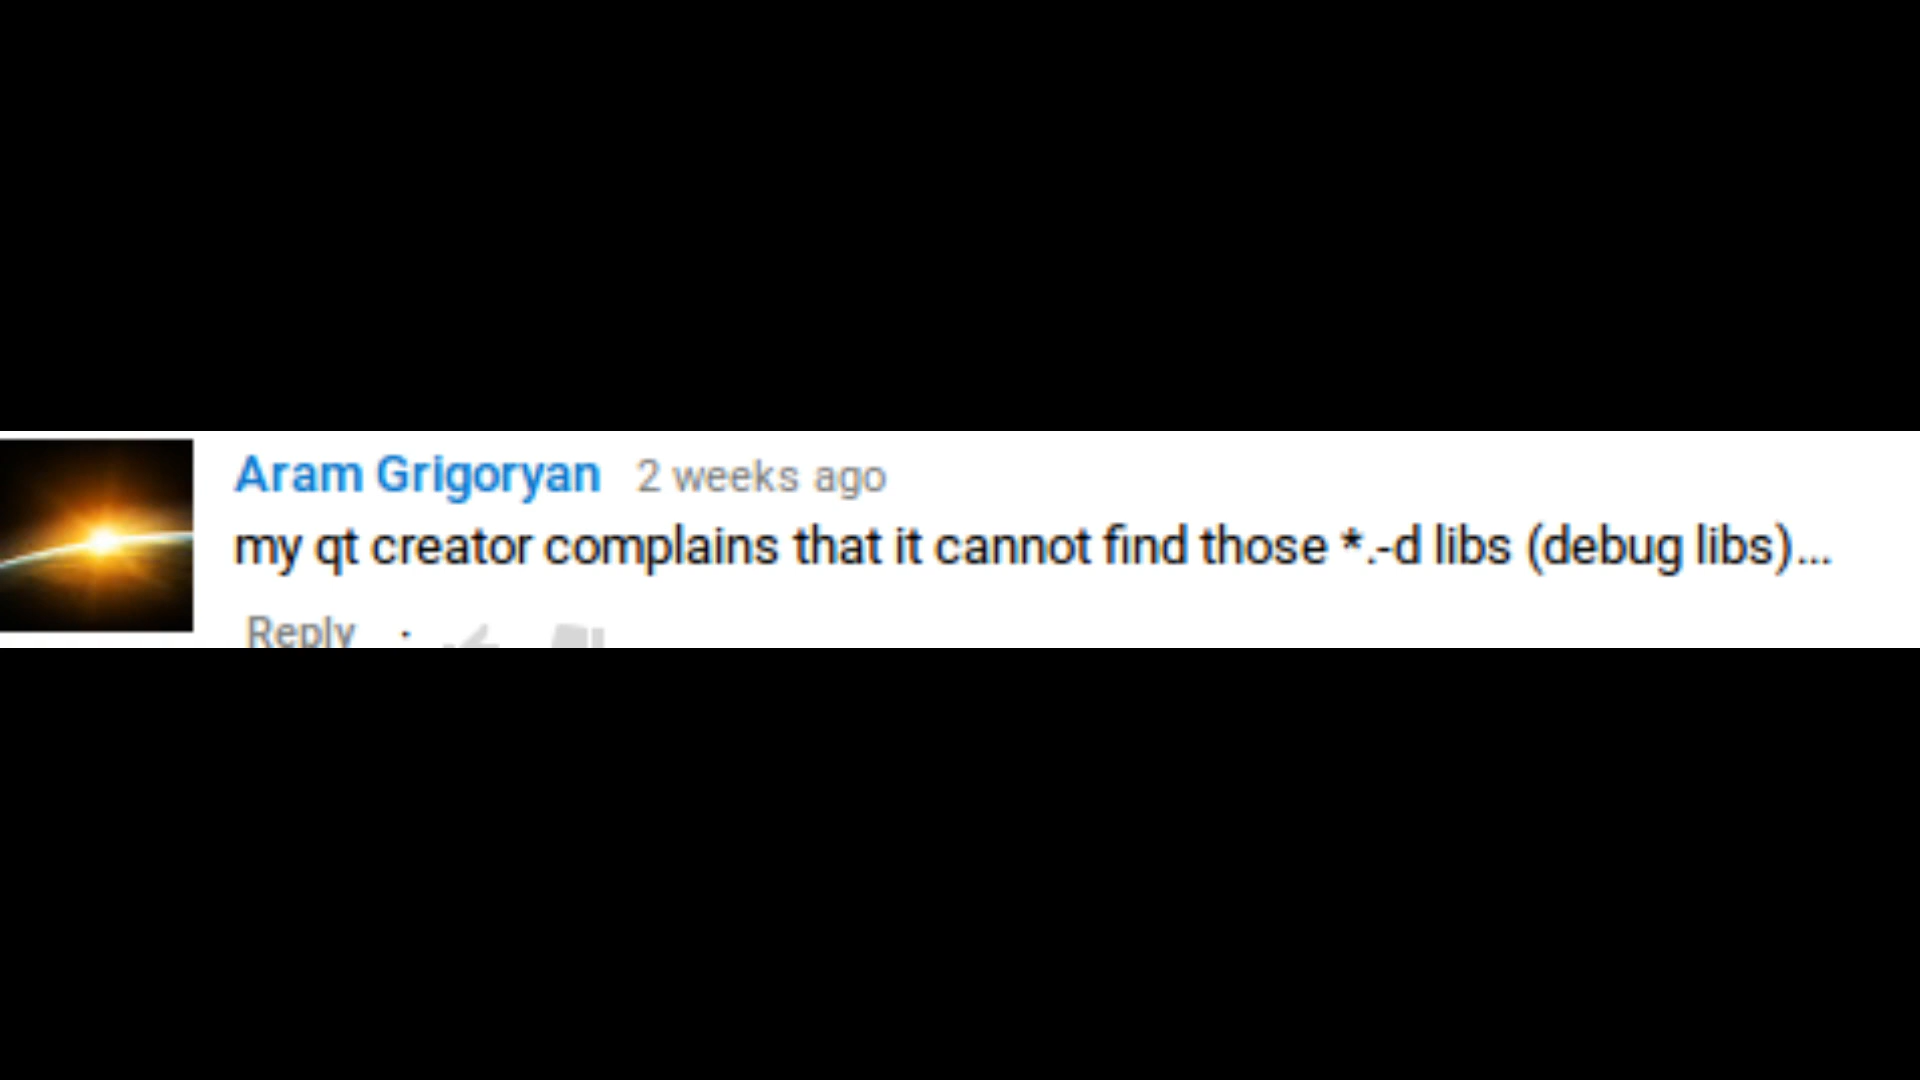 Aram Grigoryan 2 weeks ago
my qt creator complains that it cannot find those *.-d libs (debug libs)...
Reply ·